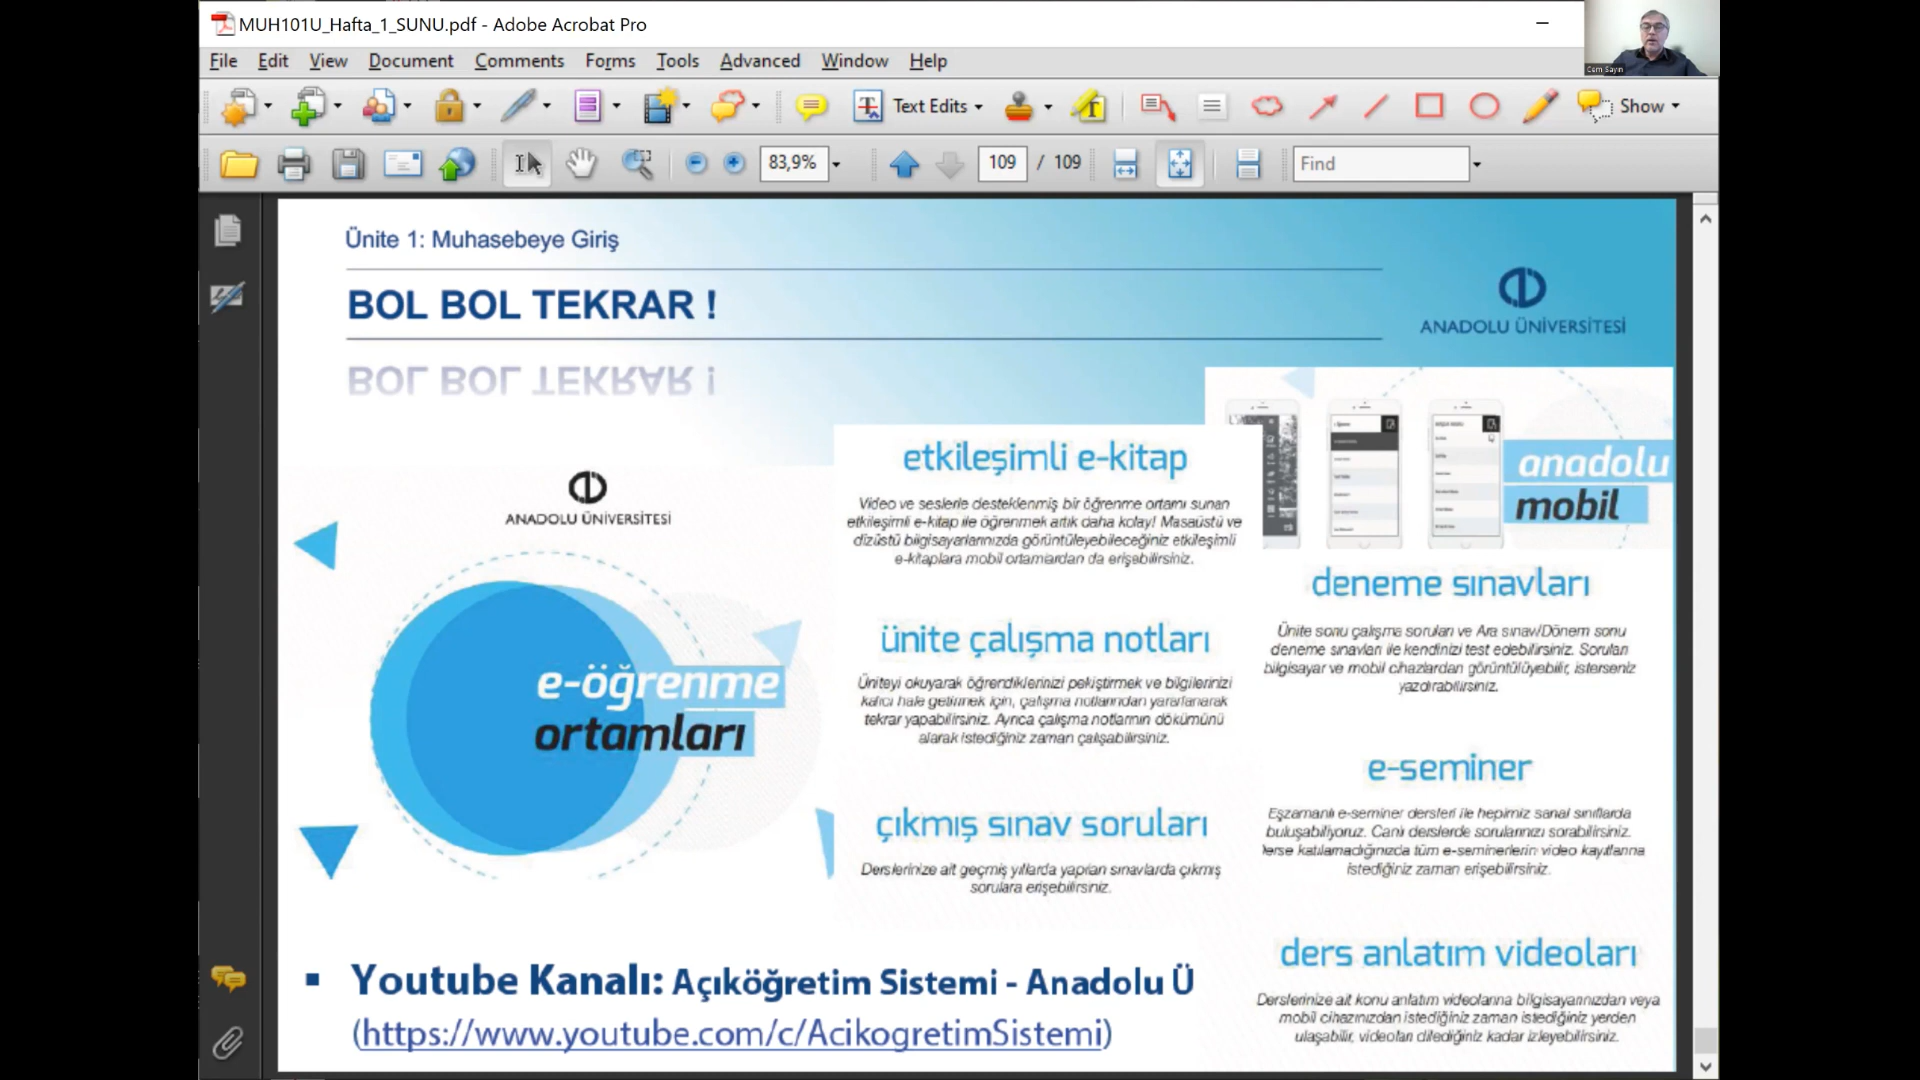 MUH101U_Hafta_1_SUNU.pdf - Adobe Acrobat Pro
Cem Sayın
File Edit View Document Comments Forms Tools Advanced Window Help
Text Edits
Show
83,9%
109 / 109
Find
Ünite 1: Muhasebeye Giriş
BOL BOL TEKRAR !
ANADOLU ÜNİVERSİTESİ
BOL BOL TEKRAR !
ANADOLU ÜNİVERSİTESİ
e-öğrenme
ortamları
etkileşimli e-kitap
Video ve seslerle desteklenmiş bir öğrenme ortamı sunan
etkileşimli e-kitap ile öğrenmek artık daha kolay! Masaüstü ve
dizüstü bilgisayarlarınızda görüntüleyebileceğiniz etkileşimli
e-kitaplara mobil ortamlardan da erişebilirsiniz.
ünite çalışma notları
Üniteyi okuyarak öğrendiklerinizi pekiştirmek ve bilgilerinizi
kalıcı hale getirmek için, çalışma notlarından yararlanarak
tekrar yapabilirsiniz. Ayrıca çalışma notlarının dökümünü
alarak istediğiniz zaman çalışabilirsiniz.
çıkmış sınav soruları
Derslerinize ait geçmiş yıllarda yapılan sınavlarda çıkmış
sorulara erişebilirsiniz.
anadolu
mobil
deneme sınavları
Ünite sonu çalışma soruları ve Ara sınav/Dönem sonu
deneme sınavları ile kendinizi test edebilirsiniz. Soruları
bilgisayar ve mobil cihazlardan görüntülüyebilir, isterseniz
yazdırabilirsiniz.
e-seminer
Eşzamanlı e-seminer dersleri ile hepimiz sanal sınıflarda
buluşabiliyoruz. Canlı derslerde sorularınızı sorabilirsiniz.
Derse katılamadığınızda tüm e-seminerlerin video kayıtlarına
istediğiniz zaman erişebilirsiniz.
ders anlatım videoları
Derslerinize ait konu anlatım videolarına bilgisayarınızdan veya
mobil cihazınızdan istediğiniz zaman istediğiniz yerden
ulaşabilir, videoları dilediğiniz kadar izleyebilirsiniz.
Youtube Kanalı: Açıköğretim Sistemi - Anadolu Ü
(https://www.youtube.com/c/AcikogretimSistemi)